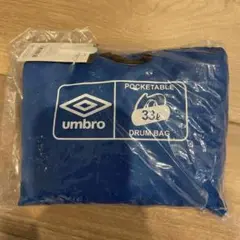 POCKETABLE
33L
umbro
DRUM BAG